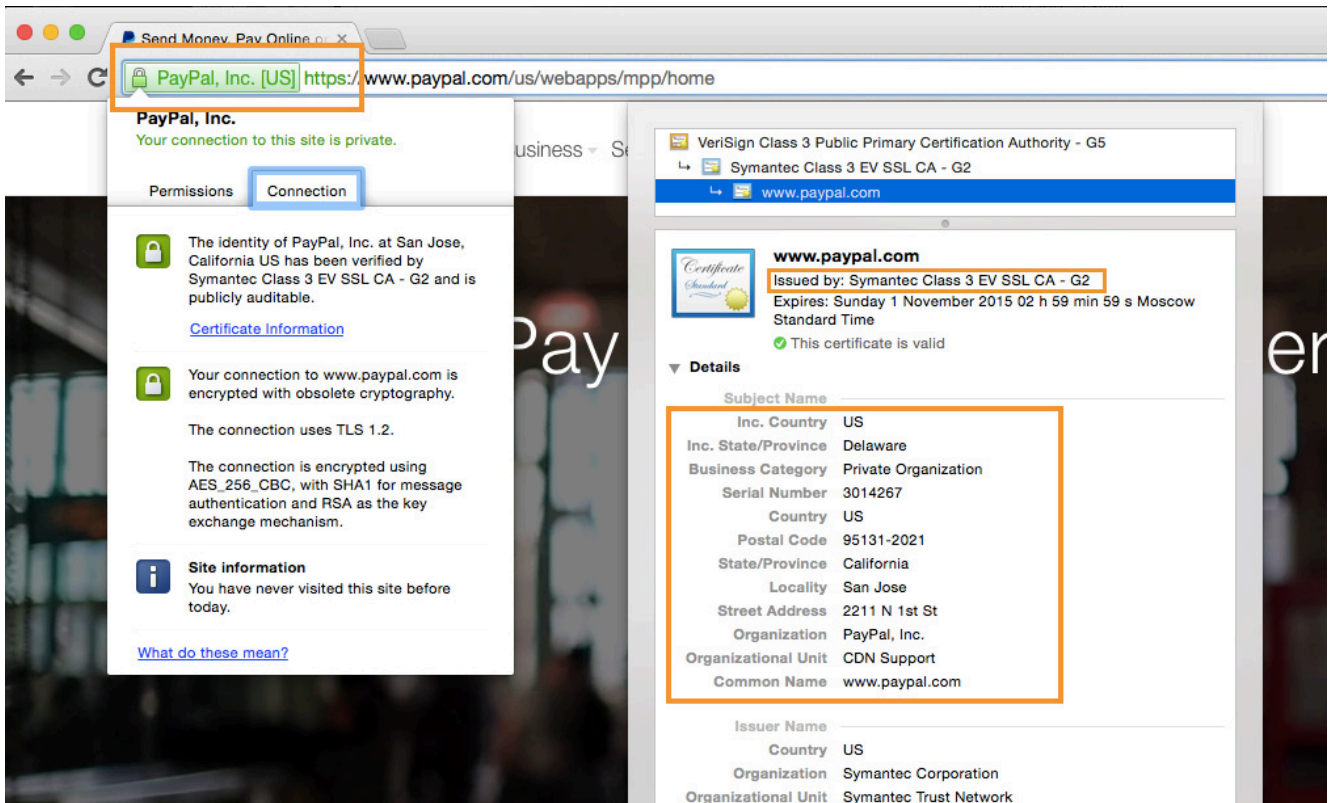 Send Money, Pay Online or
PayPal, Inc. [US] https://www.paypal.com/us/webapps/mpp/home
PayPal, Inc.
Your connection to this site is private.
Permissions Connection
The identity of PayPal, Inc. at San Jose,
California US has been verified by
Symantec Class 3 EV SSL CA - G2 and is
publicly auditable.
Certificate Information
Your connection to www.paypal.com is
encrypted with obsolete cryptography.
The connection uses TLS 1.2.
The connection is encrypted using
AES_256_CBC, with SHA1 for message
authentication and RSA as the key
exchange mechanism.
Site information
You have never visited this site before
today.
What do these mean?
usiness Se
Pay
er
VeriSign Class 3 Public Primary Certification Authority - G5
Symantec Class 3 EV SSL CA - G2
www.paypal.com
Certificate
Standard
www.paypal.com
Issued by: Symantec Class 3 EV SSL CA - G2
Expires: Sunday 1 November 2015 02 h 59 min 59 s Moscow
Standard Time
This certificate is valid
Details
Subject Name
Inc. Country US
Inc. State/Province Delaware
Business Category Private Organization
Serial Number 3014267
Country US
Postal Code 95131-2021
State/Province California
Locality San Jose
Street Address 2211 N 1st St
Organization PayPal, Inc.
Organizational Unit CDN Support
Common Name www.paypal.com
Issuer Name
Country US
Organization Symantec Corporation
Organizational Unit Symantec Trust Network